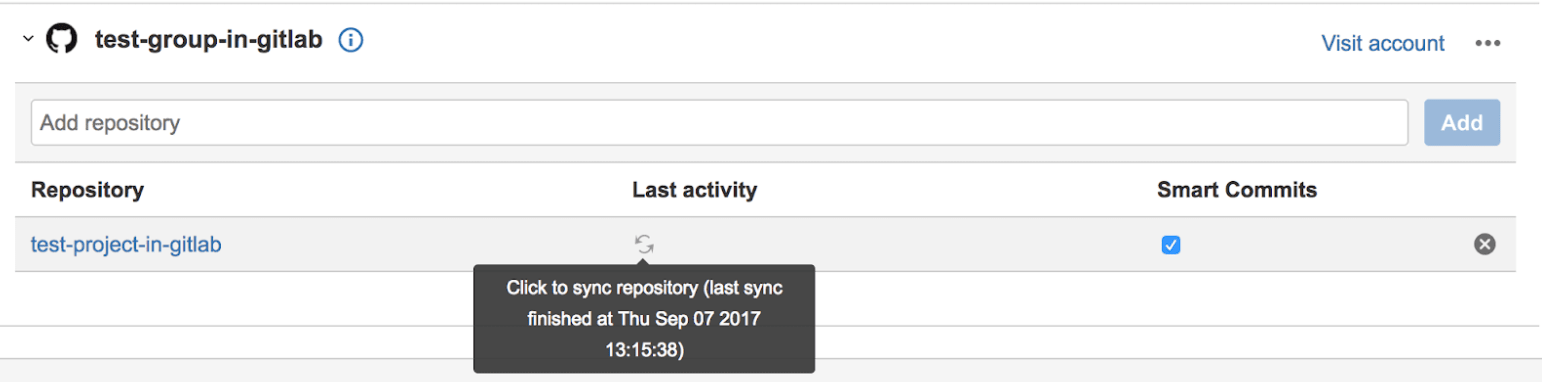 test-group-in-gitlab
Visit account
Add repository
Add
Repository
Last activity
Smart Commits
test-project-in-gitlab
Click to sync repository (last sync
finished at Thu Sep 07 2017
13:15:38)